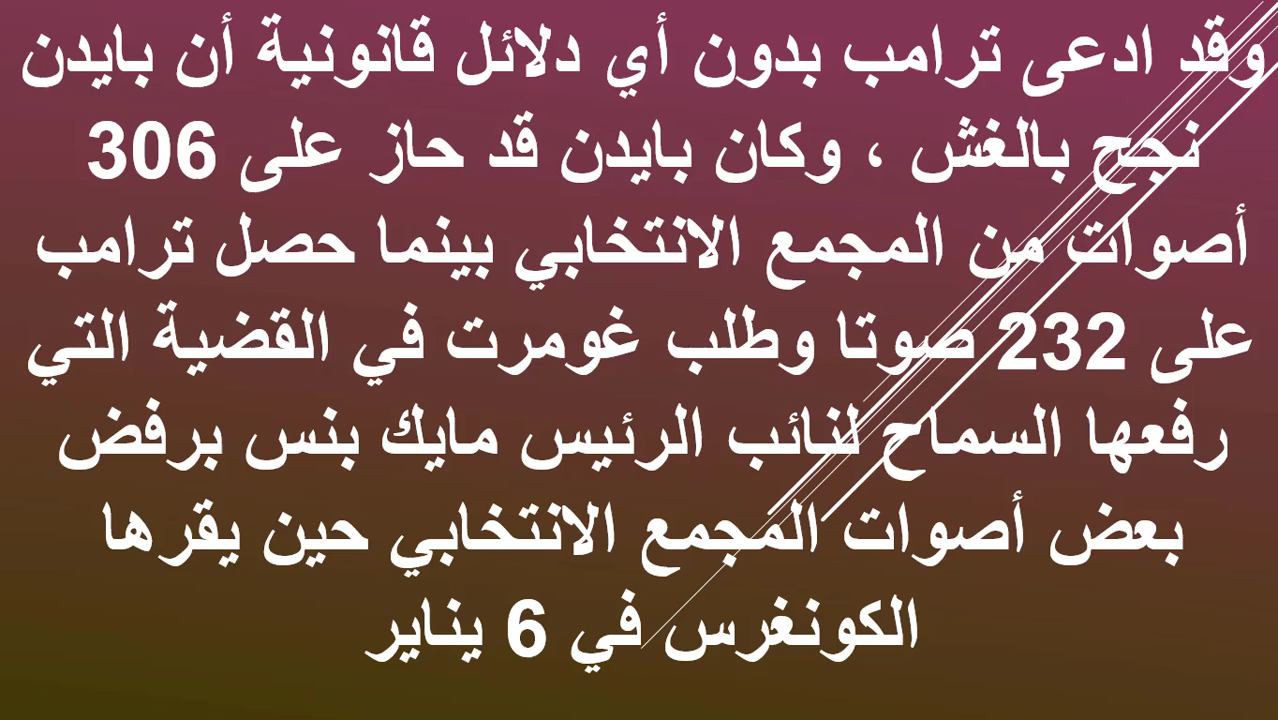 وقد ادعى ترامب بدون أي دلائل قانونية أن بايدن
نجح بالغش ، وكان بايدن قد حاز على 306
أصوات من المجمع الانتخابي بينما حصل ترامب
على 232 صوتا وطلب غومرت في القضية التي
رفعها السماح لنائب الرئيس مايك بنس برفض
بعض أصوات المجمع الانتخابي حين يقرها
الكونغرس في 6 يناير